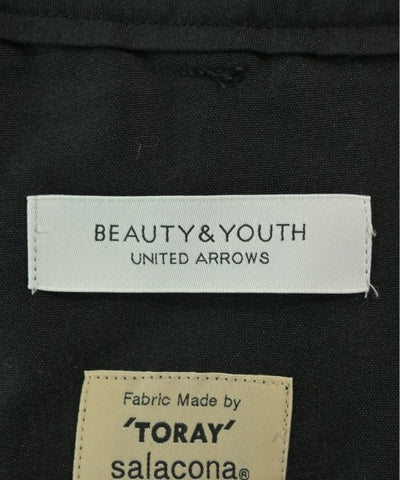 BEAUTY&YOUTH
UNITED ARROWS
Fabric Made by
'TORAY'
salacona®